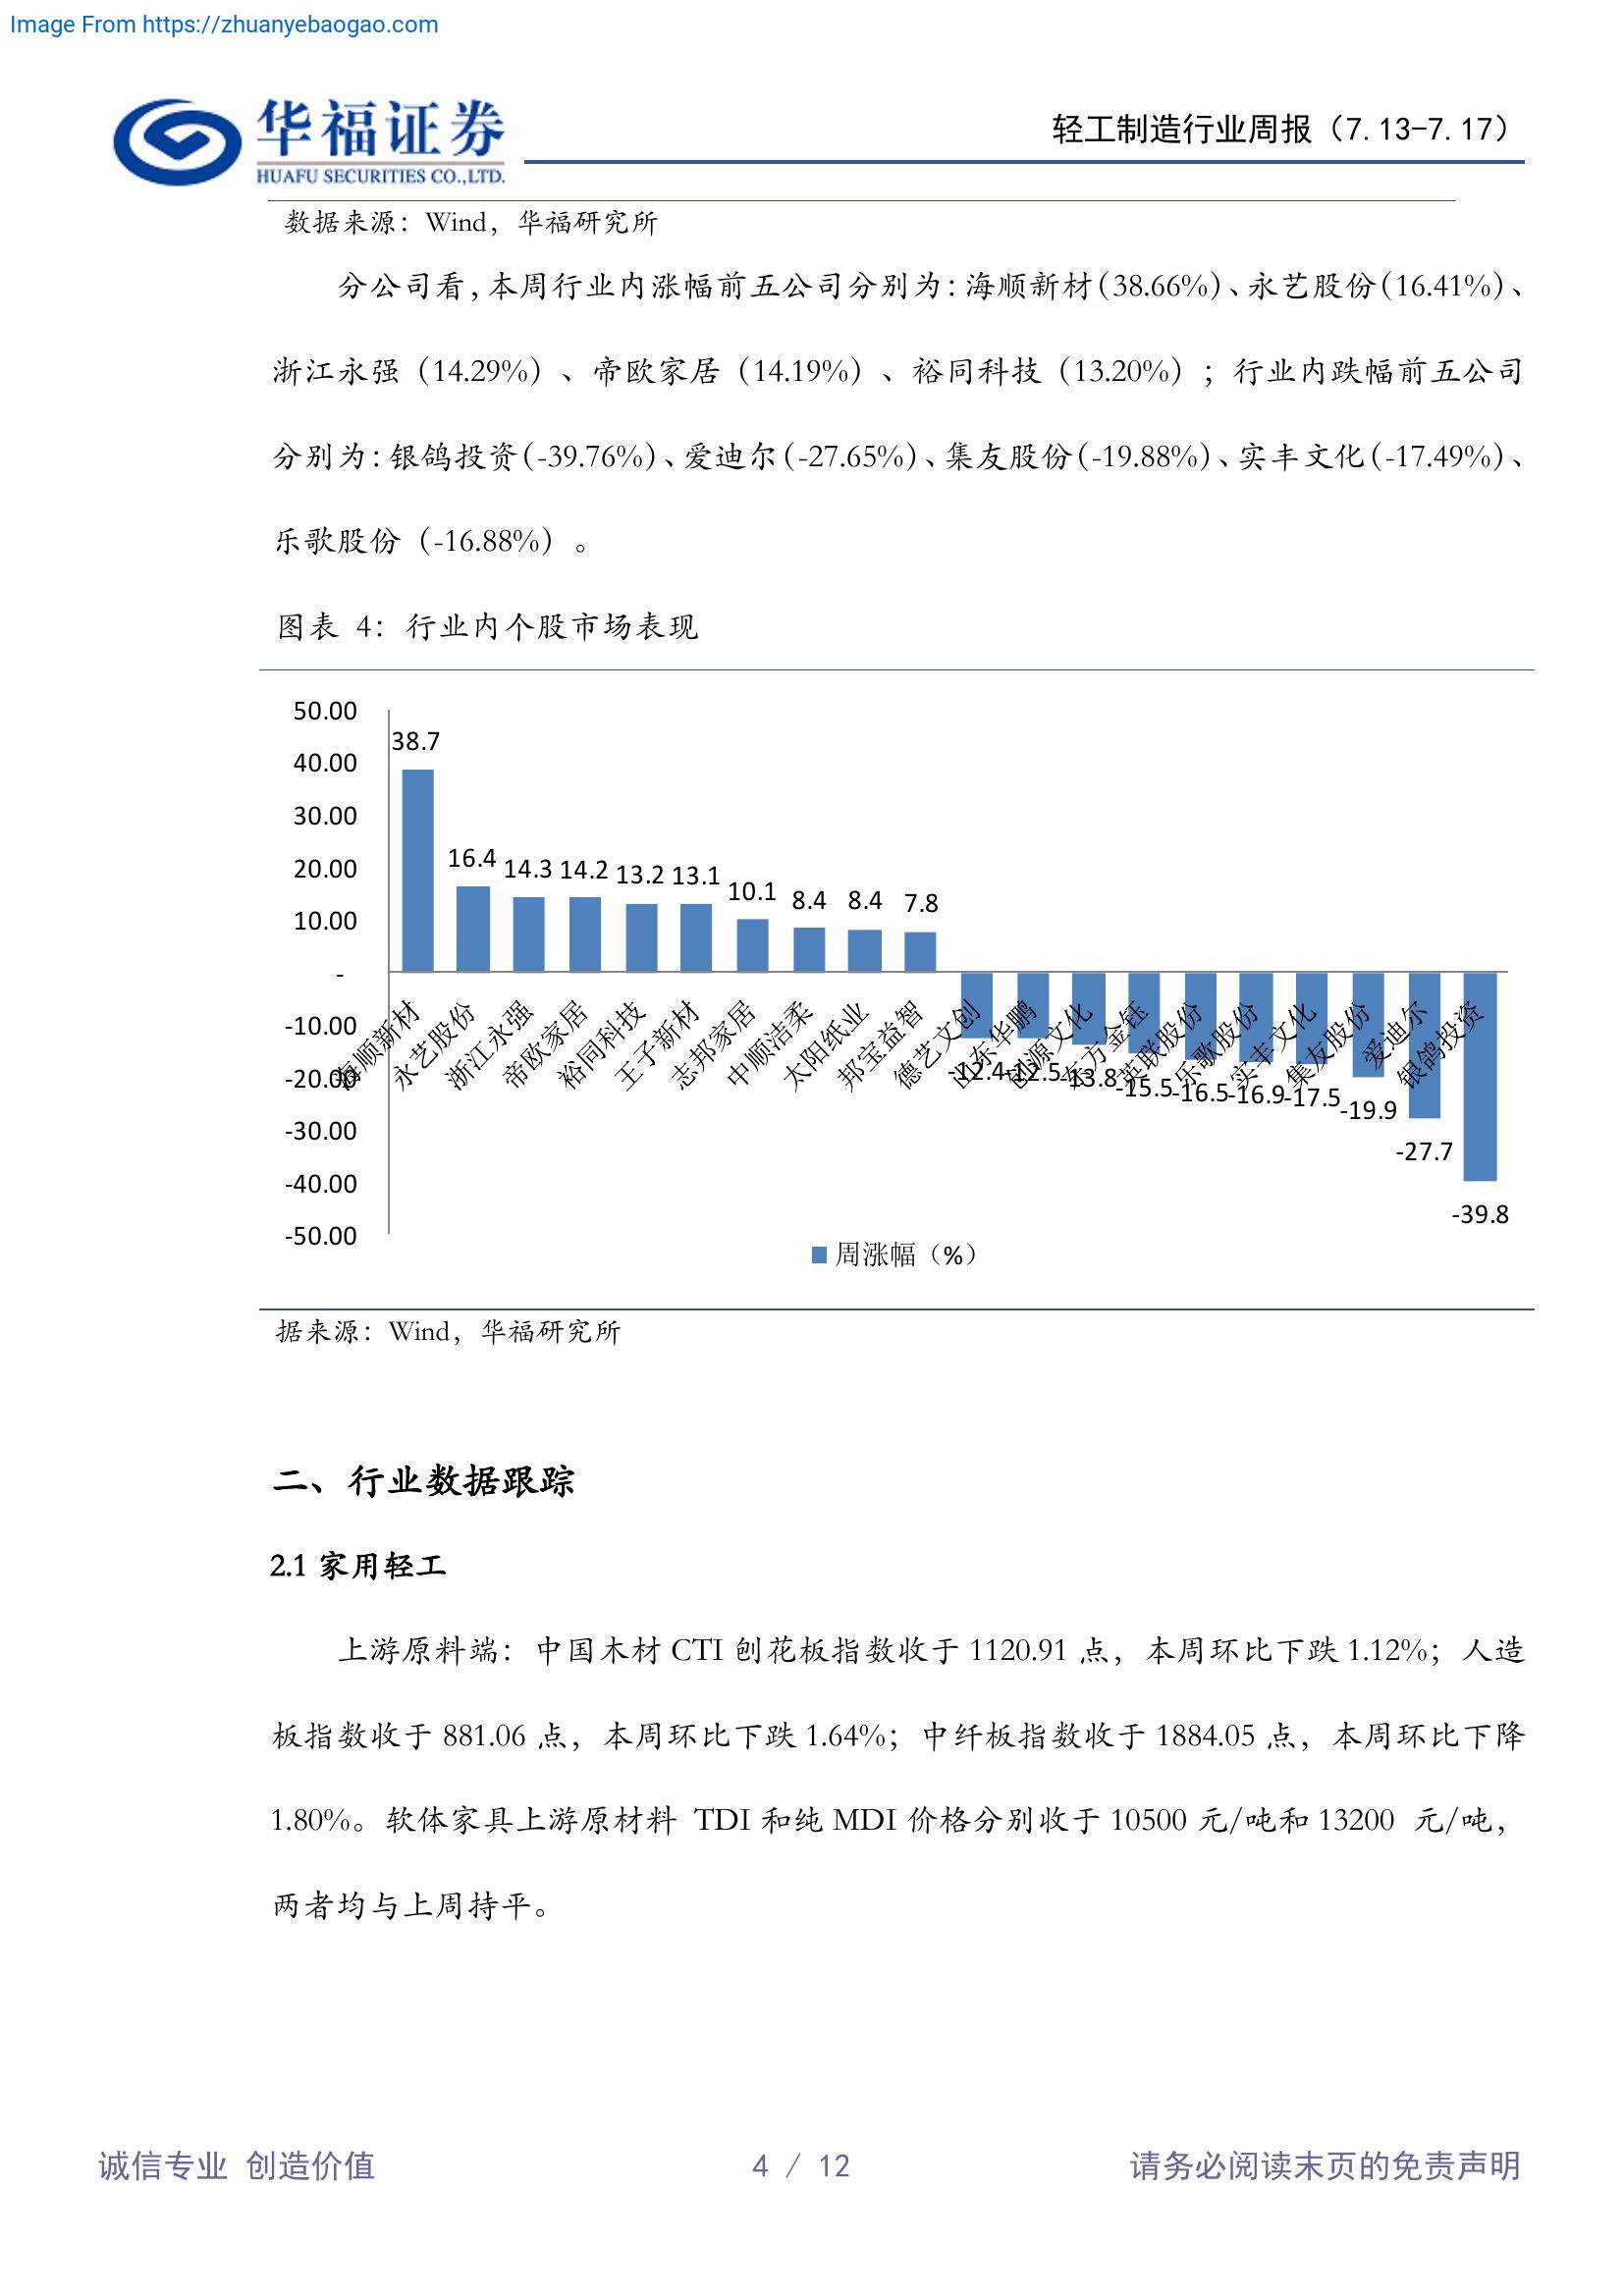 Image From https://zhuanyebaogao.com
华福证券
HUAFU SECURITIES CO.,LTD.
轻工制造行业周报（7.13-7.17）
数据来源：Wind，华福研究所
分公司看，本周行业内涨幅前五公司分别为：海顺新材（38.66%）、永艺股份（16.41%）、
浙江永强（14.29%）、帝欧家居（14.19%）、裕同科技（13.20%）；行业内跌幅前五公司
分别为：银鸽投资（-39.76%）、爱迪尔（-27.65%）、集友股份（-19.88%）、实丰文化（-17.49%）、
乐歌股份（-16.88%）。
图表 4：行业内个股市场表现
50.00
40.00
30.00
20.00
10.00
-
-10.00
-20.00
-30.00
-40.00
-50.00
38.7
16.4
14.3
14.2
13.2
13.1
10.1
8.4
8.4
7.8
-12.4
-12.5
-13.8
-15.5
-16.5
-16.9
-17.5
-19.9
-27.7
-39.8
海顺新材
永艺股份
浙江永强
帝欧家居
裕同科技
王子新材
志邦家居
中顺洁柔
太阳纸业
邦宝益智
德艺文创
山东华鹏
创源文化
东方金钰
英联股份
乐歌股份
实丰文化
集友股份
爱迪尔
银鸽投资
周涨幅（%）
据来源：Wind，华福研究所
二、行业数据跟踪
2.1 家用轻工
上游原料端：中国木材 CTI 刨花板指数收于 1120.91 点，本周环比下跌 1.12%；人造
板指数收于 881.06 点，本周环比下跌 1.64%；中纤板指数收于 1884.05 点，本周环比下降
1.80%。软体家具上游原材料 TDI 和纯 MDI 价格分别收于 10500 元/吨和 13200 元/吨，
两者均与上周持平。
诚信专业 创造价值
4 / 12
请务必阅读末页的免责声明